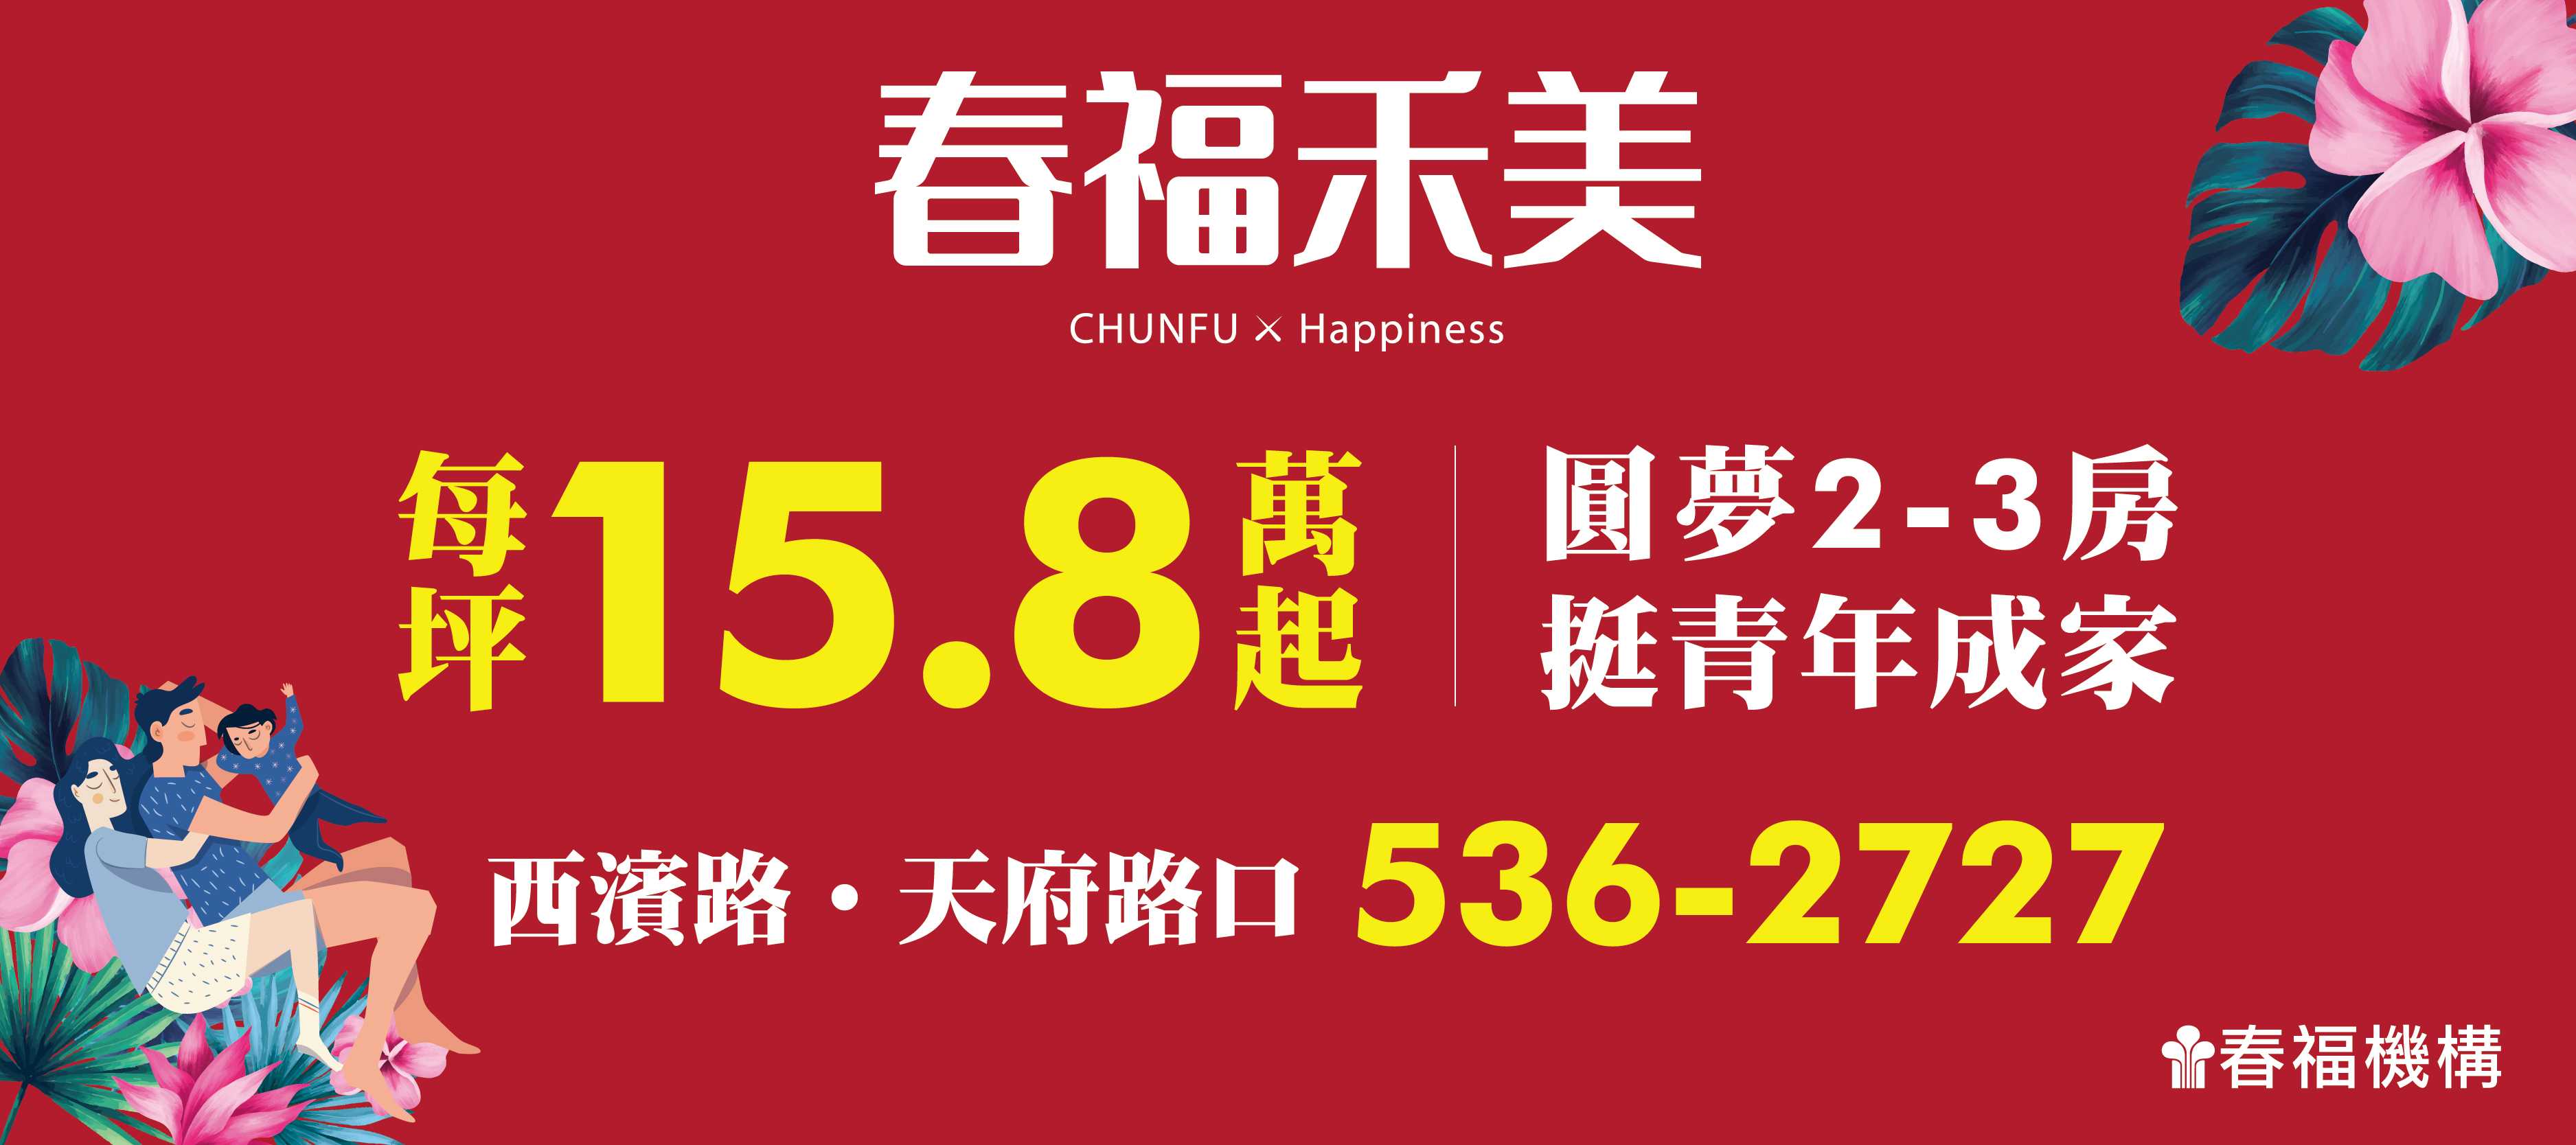 春福禾美
CHUNFU × Happiness
每坪15.8萬起
圓夢2-3房
挺青年成家
西濱路・天府路口 536-2727
春福機構